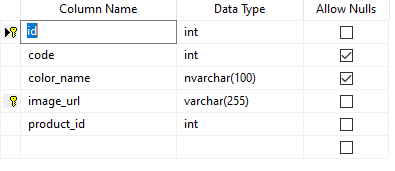 Column Name Data Type Allow Nulls
id int
code int
color_name nvarchar(100)
image_url varchar(255)
product_id int